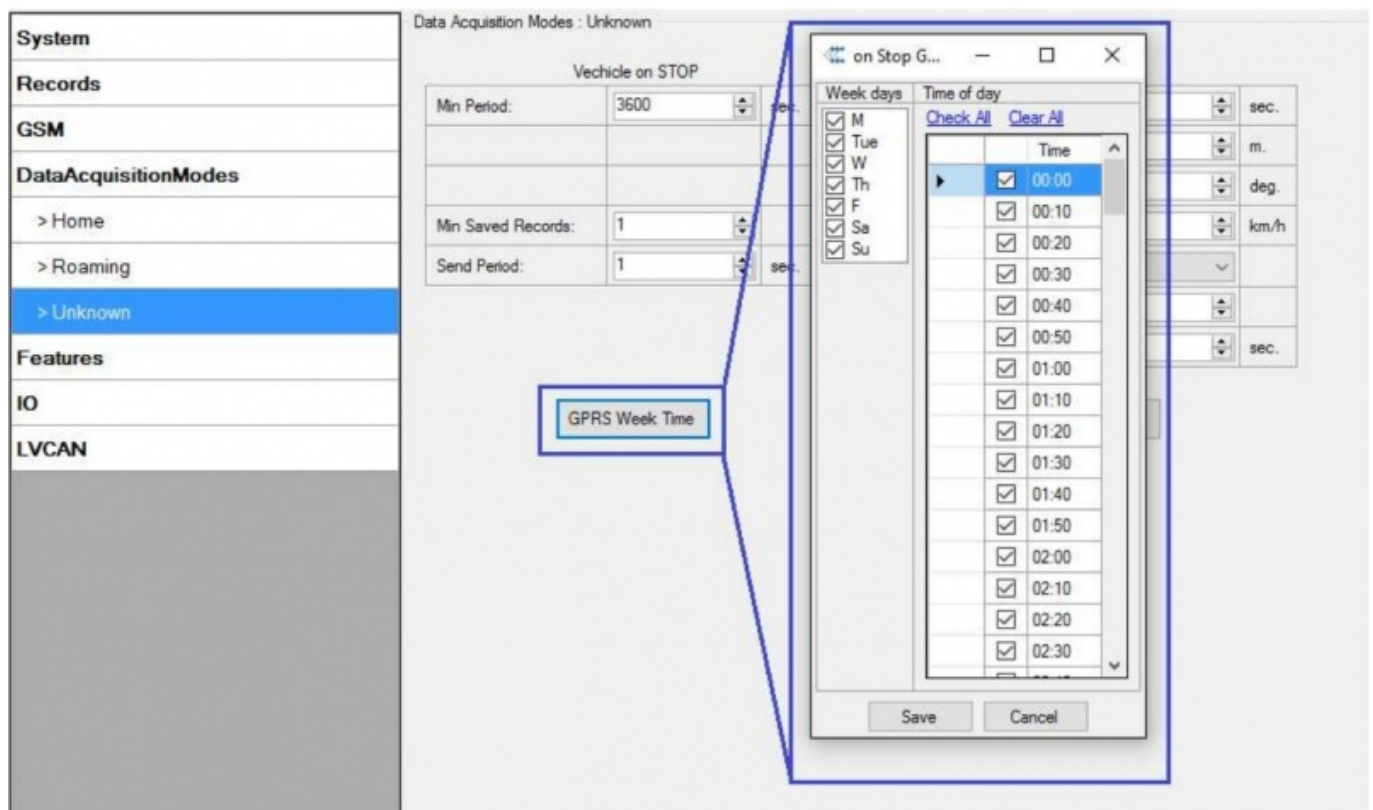 System
Records
GSM
DataAcquisitionModes
> Home
> Roaming
> Unknown
Features
IO
LVCAN
Data Acquisition Modes : Unknown
Vechicle on STOP
Min Period: 3600 sec.
Min Saved Records: 1
Send Period: 1 sec.
GPRS Week Time
on Stop G...
Week days
M
Tue
W
Th
F
Sa
Su
Time of day
Check All Clear All
Time
00:00
00:10
00:20
00:30
00:40
00:50
01:00
01:10
01:20
01:30
01:40
01:50
02:00
02:10
02:20
02:30
Save Cancel
sec.
m.
deg.
km/h
sec.